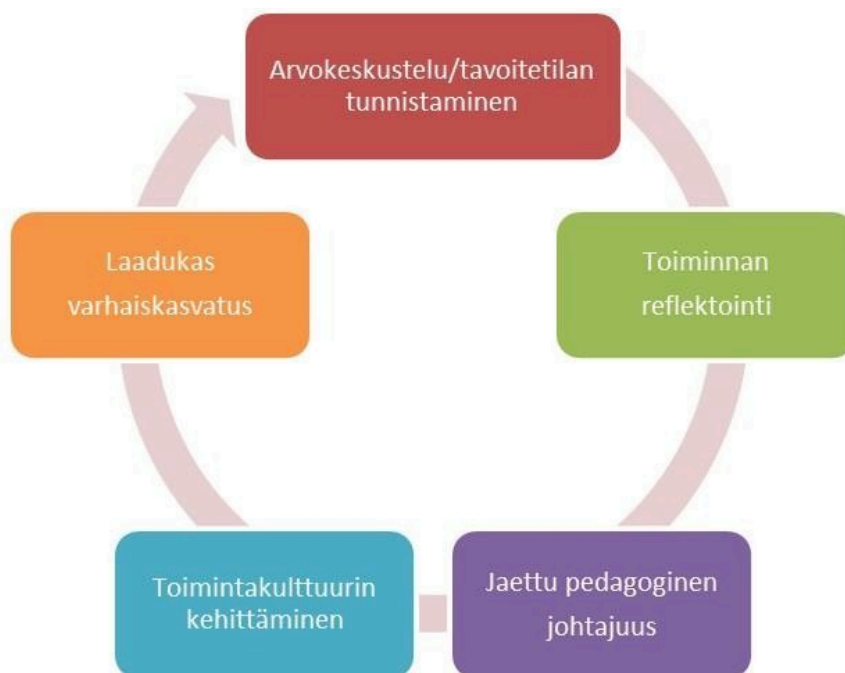 Arvokeskustelu/tavoitetilan
tunnistaminen
Toiminnan
reflektointi
Jaettu pedagoginen
johtajuus
Toimintakulttuurin
kehittäminen
Laadukas
varhaiskasvatus